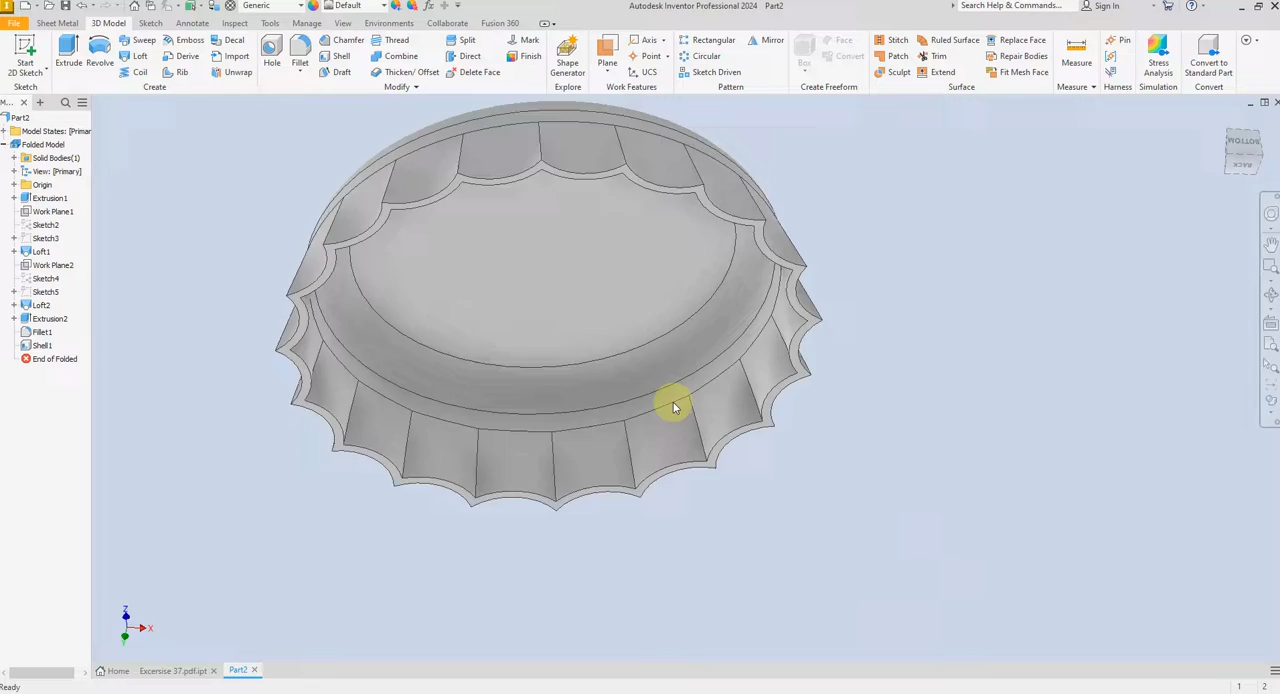 Generic
Default
Autodesk Inventor Professional 2024 Part2
Search Help & Commands...
Sign In
File
Sheet Metal
3D Model
Sketch
Annotate
Inspect
Tools
Manage
View
Environments
Collaborate
Fusion 360
Start
2D Sketch
Extrude
Revolve
Sweep
Emboss
Decal
Loft
Derive
Import
Coil
Rib
Unwrap
Hole
Fillet
Chamfer
Thread
Split
Mark
Shell
Combine
Direct
Finish
Draft
Thicken/ Offset
Delete Face
Shape
Generator
Plane
Axis
Point
UCS
Rectangular
Mirror
Circular
Sketch Driven
Box
Face
Convert
Stitch
Ruled Surface
Replace Face
Patch
Trim
Repair Bodies
Sculpt
Extend
Fit Mesh Face
Measure
Pin
Stress
Analysis
Convert to
Standard Part
Sketch
Create
Modify
Explore
Work Features
Pattern
Create Freeform
Surface
Measure
Harness
Simulation
Convert
M...
Part2
Model States: [Primar
Folded Model
Solid Bodies(1)
View: [Primary]
Origin
Extrusion1
Work Plane1
Sketch2
Sketch3
Loft1
Work Plane2
Sketch4
Sketch5
Loft2
Extrusion2
Fillet1
Shell1
End of Folded
BOTTOM
BACK
Z
X
Y
Home
Excersise 37.pdf.ipt
Part2
Ready
1
2